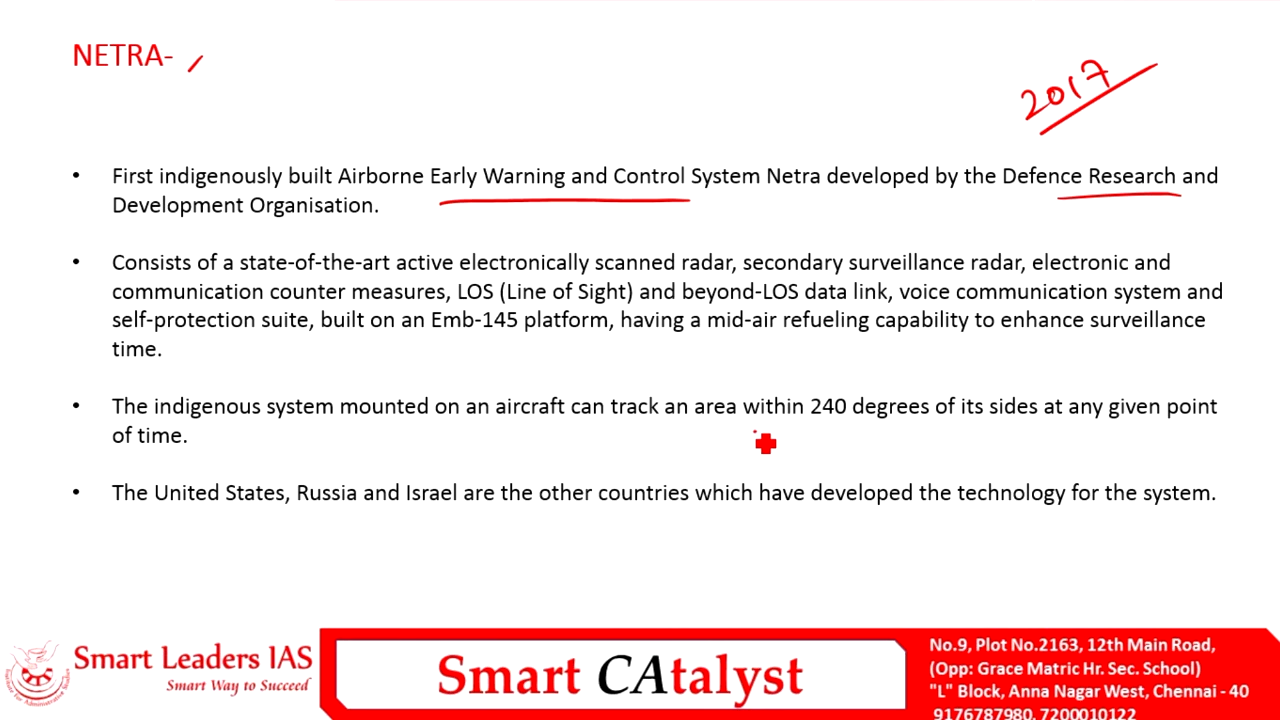 NETRA-
2017
• First indigenously built Airborne Early Warning and Control System Netra developed by the Defence Research and
Development Organisation.
• Consists of a state-of-the-art active electronically scanned radar, secondary surveillance radar, electronic and
communication counter measures, LOS (Line of Sight) and beyond-LOS data link, voice communication system and
self-protection suite, built on an Emb-145 platform, having a mid-air refueling capability to enhance surveillance
time.
• The indigenous system mounted on an aircraft can track an area within 240 degrees of its sides at any given point
of time.
• The United States, Russia and Israel are the other countries which have developed the technology for the system.
Smart Leaders IAS
Smart Way to Succeed
Smart CAtalyst
No.9, Plot No.2163, 12th Main Road,
(Opp: Grace Matric Hr. Sec. School)
"L" Block, Anna Nagar West, Chennai - 40
9176787980, 7200010122